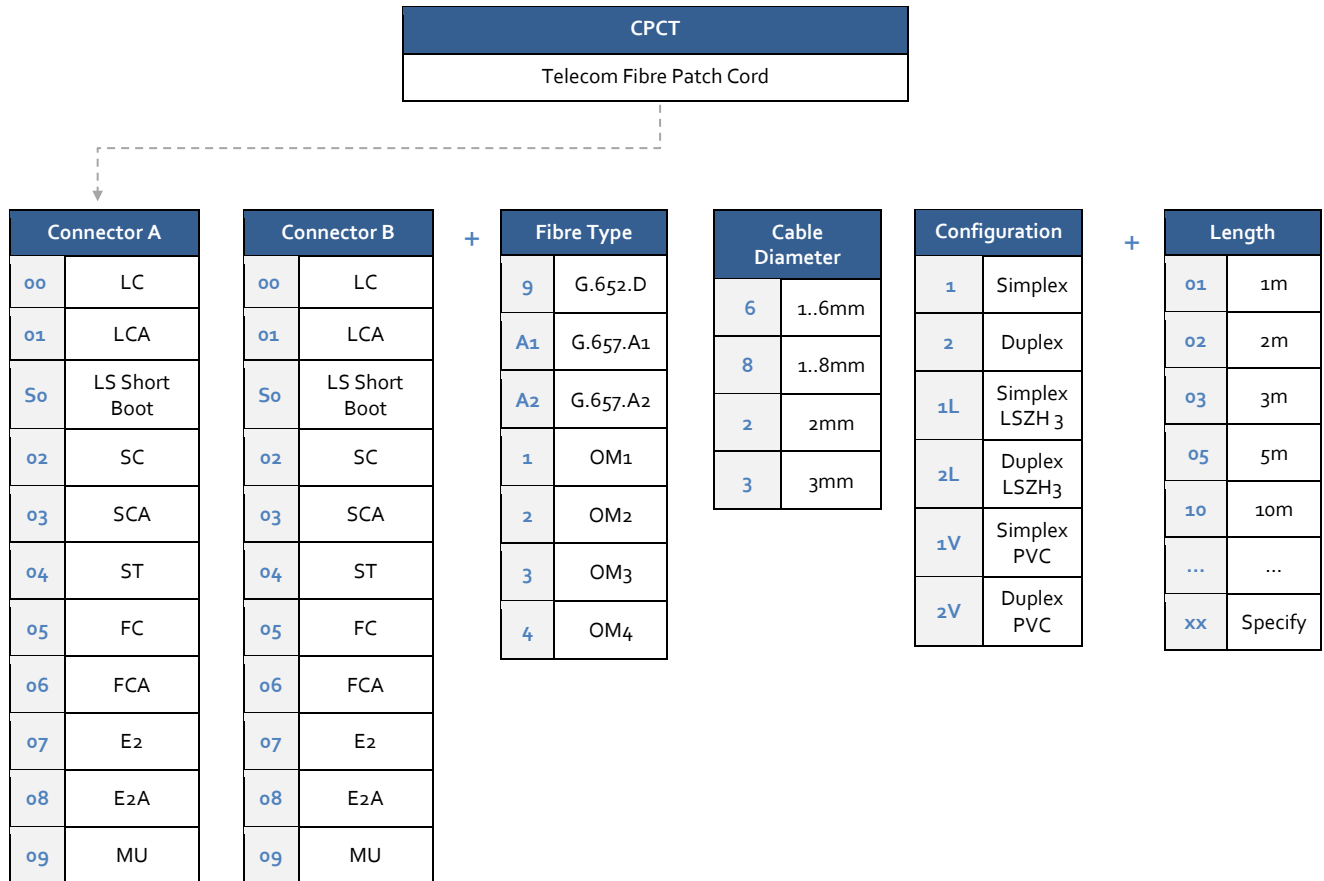 CPCT
Telecom Fibre Patch Cord
Connector A
00 LC
01 LCA
S0 LS Short
Boot
02 SC
03 SCA
04 ST
05 FC
06 FCA
07 E2
08 E2A
09 MU
Connector B
00 LC
01 LCA
S0 LS Short
Boot
02 SC
03 SCA
04 ST
05 FC
06 FCA
07 E2
08 E2A
09 MU
+
Fibre Type
9 G.652.D
A1 G.657.A1
A2 G.657.A2
1 OM1
2 OM2
3 OM3
4 OM4
Cable
Diameter
6 1..6mm
8 1..8mm
2 2mm
3 3mm
Configuration
1 Simplex
2 Duplex
1L Simplex
LSZH 3
2L Duplex
LSZH3
1V Simplex
PVC
2V Duplex
PVC
+
Length
01 1m
02 2m
03 3m
05 5m
10 10m
... ...
xx Specify